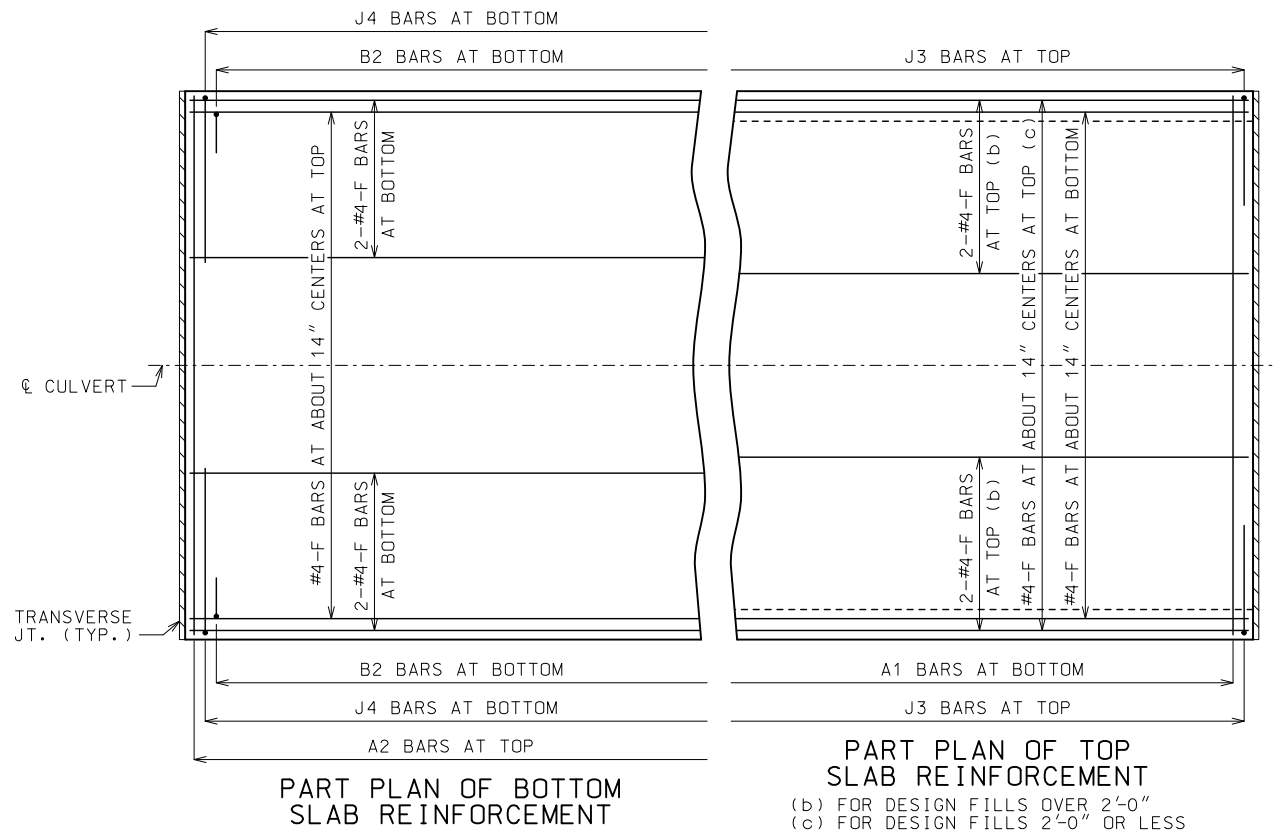 J4 BARS AT BOTTOM
B2 BARS AT BOTTOM
J3 BARS AT TOP
#4-F BARS AT ABOUT 14" CENTERS AT TOP
2-#4-F BARS
AT BOTTOM
2-#4-F BARS
AT TOP (b)
#4-F BARS AT ABOUT 14" CENTERS AT TOP (c)
#4-F BARS AT ABOUT 14" CENTERS AT BOTTOM
℄ CULVERT
2-#4-F BARS
AT BOTTOM
2-#4-F BARS
AT TOP (b)
TRANSVERSE
JT. (TYP.)
B2 BARS AT BOTTOM
A1 BARS AT BOTTOM
J4 BARS AT BOTTOM
J3 BARS AT TOP
A2 BARS AT TOP
PART PLAN OF BOTTOM
SLAB REINFORCEMENT
PART PLAN OF TOP
SLAB REINFORCEMENT
(b) FOR DESIGN FILLS OVER 2'-0"
(c) FOR DESIGN FILLS 2'-0" OR LESS